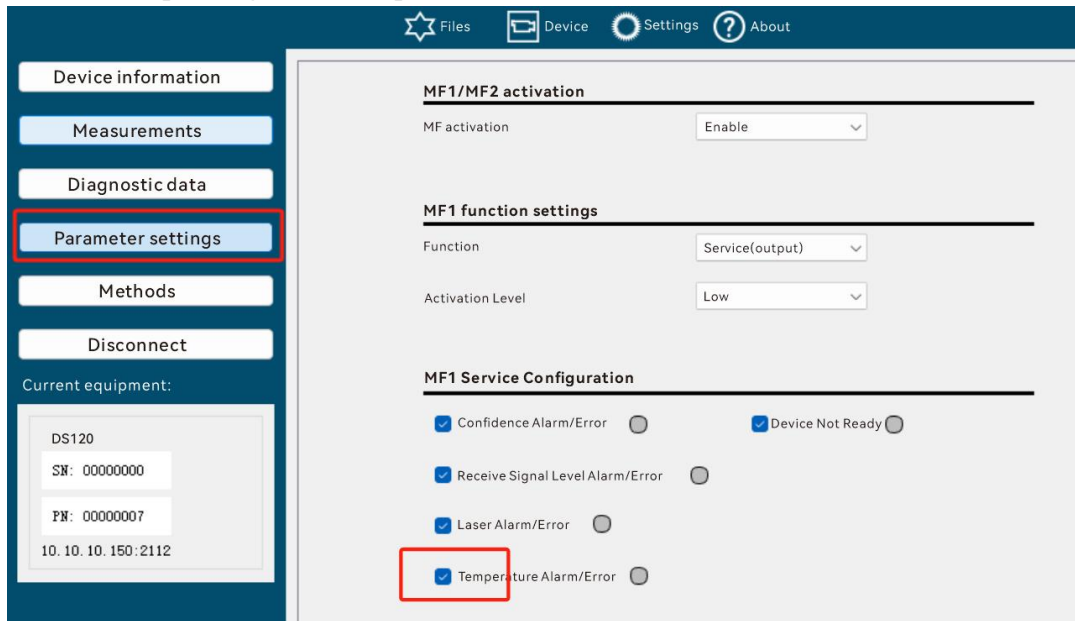 Files Device Settings ? About
Device information
Measurements
Diagnostic data
Parameter settings
Methods
Disconnect
Current equipment:
DS120
SN: 00000000
PN: 00000007
10.10.10.150:2112
MF1/MF2 activation
MF activation Enable
MF1 function settings
Function Service(output)
Activation Level Low
MF1 Service Configuration
Confidence Alarm/Error Device Not Ready
Receive Signal Level Alarm/Error
Laser Alarm/Error
Temperature Alarm/Error